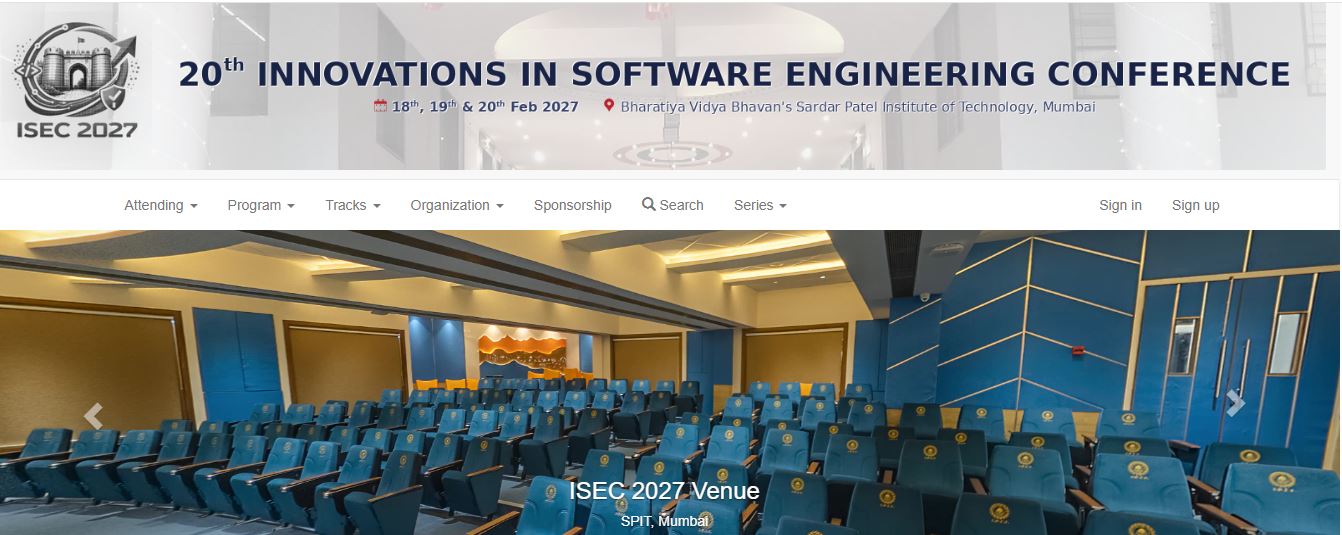 20th INNOVATIONS IN SOFTWARE ENGINEERING CONFERENCE
18th, 19th & 20th Feb 2027 Bharatiya Vidya Bhavan's Sardar Patel Institute of Technology, Mumbai
ISEC 2027
Attending Program Tracks Organization Sponsorship Search Series Sign in Sign up
ISEC 2027 Venue
SPIT, Mumbai